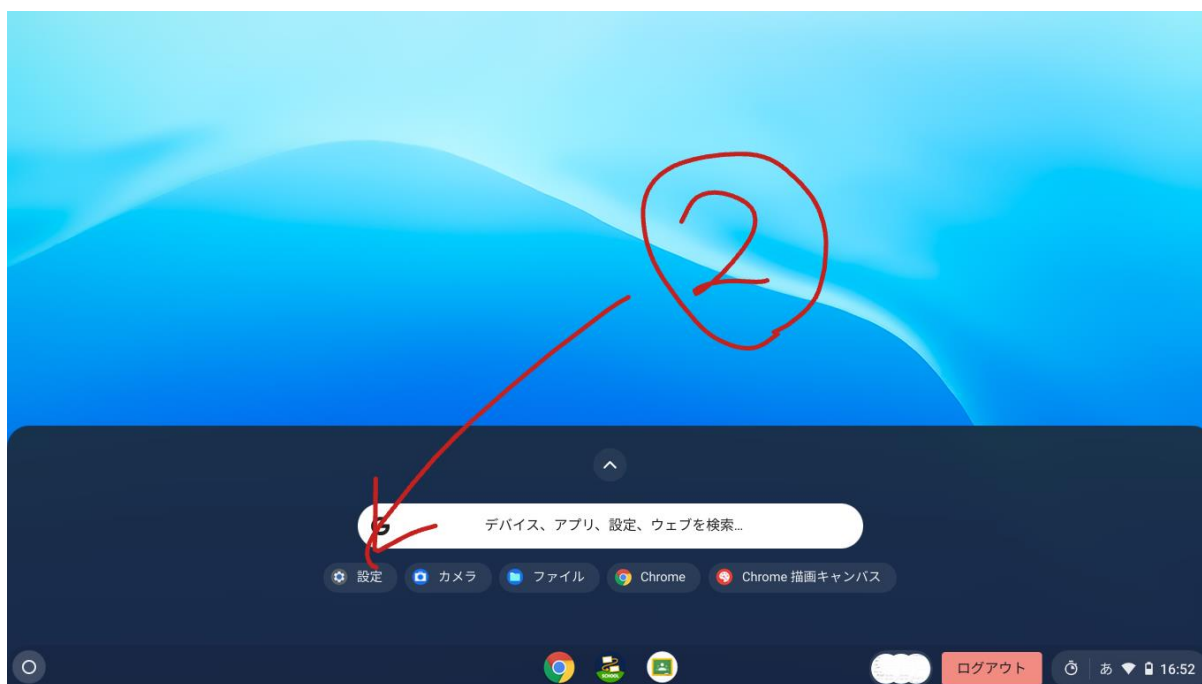 2
G
デバイス、アプリ、設定、ウェブを検索...
設定 カメラ ファイル Chrome Chrome 描画キャンバス
SCHOOL ログアウト あ 16:52